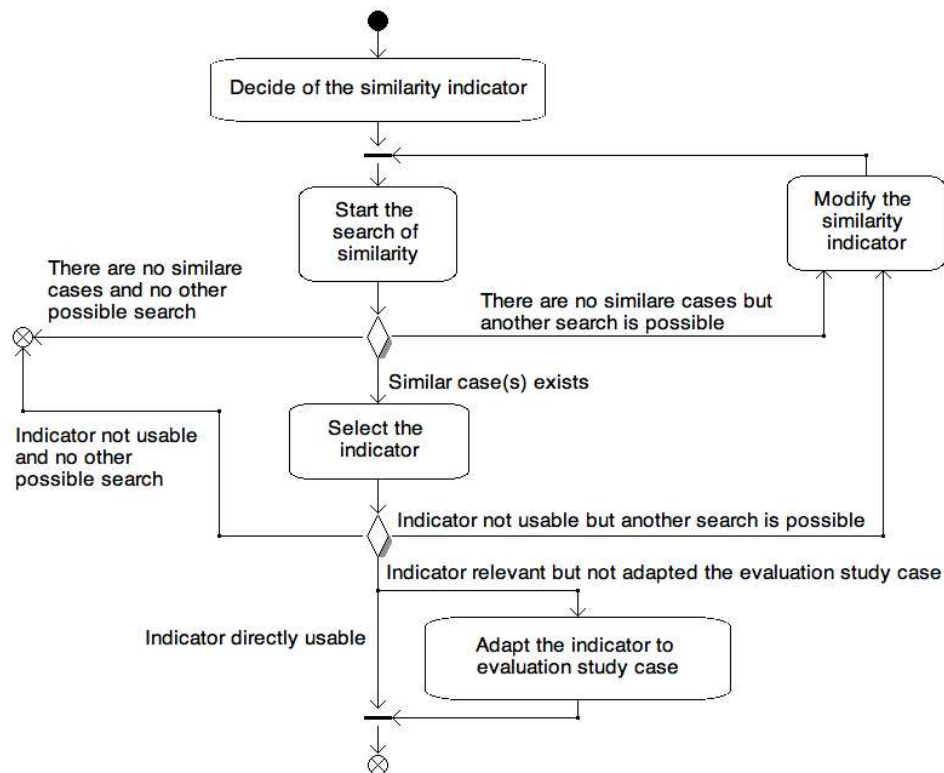 Decide of the similarity indicator
Start the
search of
similarity
Modify the
similarity
indicator
There are no similare
cases and no other
possible search
There are no similare cases but
another search is possible
Similar case(s) exists
Select the
indicator
Indicator not usable
and no other
possible search
Indicator not usable but another search is possible
Indicator relevant but not adapted the evaluation study case
Indicator directly usable
Adapt the indicator to
evaluation study case